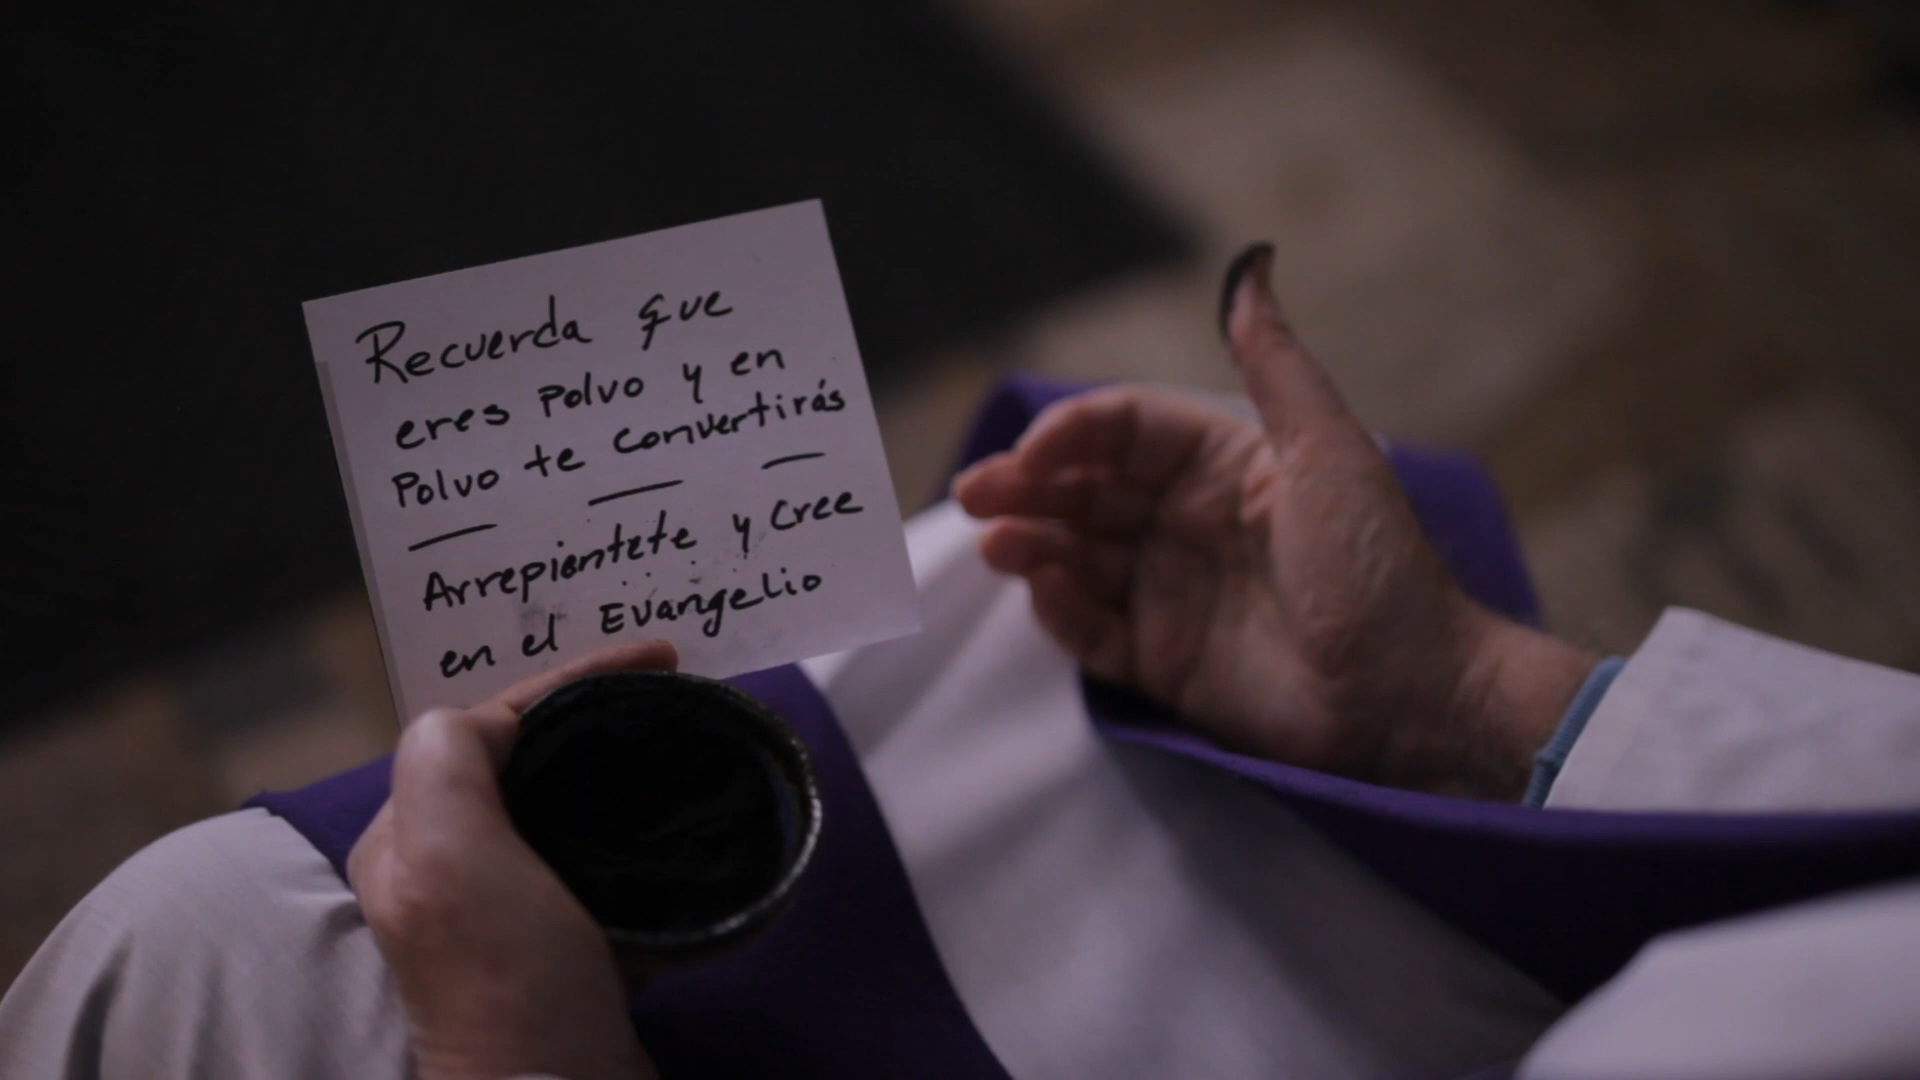 Recuerda que
eres Polvo y en
Polvo te convertirás
— — —
Arrepientete y Cree
en el Evangelio